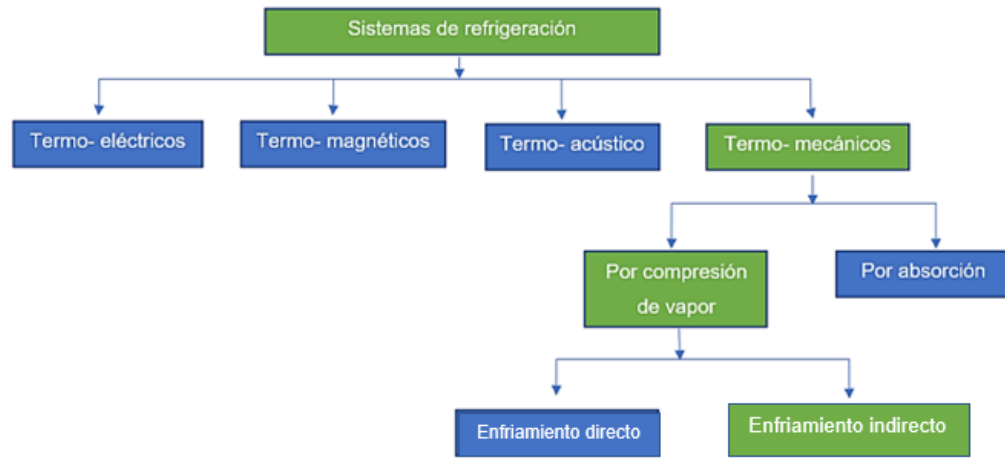 Sistemas de refrigeración
Termo- eléctricos
Termo- magnéticos
Termo- acústico
Termo- mecánicos
Por compresión
de vapor
Por absorción
Enfriamiento directo
Enfriamiento indirecto